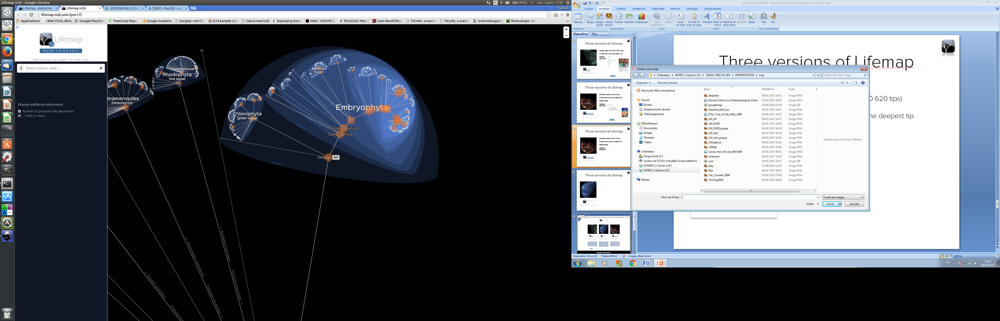 Lifemap ncbi - Google Chrome
Fr (99%) ven. 6 janv. 17:02
Lifemap - Welcome
Lifemap ncbi
ASSEMBLING, VISUA
[SRB2 + Bacilli] - ope
Damien
lifemap-ncbi.univ-lyon1.fr
Applications
BMC EVOL BIOL
Google Play Deve
TreeComp Paper
Google Analytics
Ganglia:: umr555
D3 Example: zoo
Calcul matriciel
Deploying Deskt
M&O : MULTIPLE
PEGASUS: Peta-S
Liam Revell Blog
TrExML: a maxim
TrExML: a maxim
Scienceshopping
Bioécologie - Un
Lifemap
NCBI VERSION
NCBI taxonomy last update: Oct 18th, 2016
Search species, clade, ...
Display additional information
Number of genomes fully sequenced
...more to come...
+
-
Florideophyceae
Rhodophyta
(red algae)
Stramenopiles
(heterokonts)
Bryophyta
(mosses)
Liliopsida
(monocotyledons)
Embryophyta
Chlorophyta
(green algae)
eudicotyledons
Gunneridae
Streptophytina
Streptophyta
Viridipla
337
kingdom
phylum
← Rhodophyta (red algae)
Eukaryota (eucaryotes) →
← Stramenopiles (heterokonts)
Eukaryota (eucaryotes) →
← Alveolata (alveolates)
Eukaryota (euc
Ancestrome-10012017 - Microsoft PowerPoint utilisation non commerciale
Accueil
Insertion
Création
Animations
Diaporama
Révision
Affichage
Storyboarding
Tableau
Image
Images clipart
Album photo
Formes
SmartArt
Graphique
Lien hypertexte
Action
Zone de texte
En-tête et pied de page
WordArt
Date et heure
Numéro de diapositive
Symbole
Objet
Film
Son
Tableaux
Illustrations
Liens
Texte
Clips multimédias
Diapositives
Plan
18
Three versions of Lifemap
19
Three versions of Lifemap
20
Three versions of Lifemap
21
Three versions of Lifemap
22
Three versions of Lifemap
0 620 tips)
ne deepest tip
Insérer une image
Ordinateur
WORK (\\vboxsrv) (F:)
VISUAL.TREE.OF.LIFE
PRESENTATION
img
Rechercher dans : img
Organiser
Nouveau dossier
Microsoft Office PowerPoint
Favoris
Bureau
Emplacements récents
Téléchargements
Bibliothèques
Documents
Images
Musique
Vidéos
Ordinateur
Disque local (C:)
Lecteur de CD (D:) VirtualBox Guest Additions
SHARED (\\vboxsrv) (E:)
WORK (\\vboxsrv) (F:)
Réseau
Nom Modifié le Type T
deeptree 06/01/2017 10:23 Image PNG
Edward_Hitchcock_Paleontological_Chart 05/01/2017 16:02 Image JPEG
googlemap 26/06/2016 21:36 Image GIF
Haeckel_arbol_bn 05/01/2017 16:03 Image PNG
ITOL_Tree_of_life_Hillis_2008 05/01/2017 16:07 Image JPEG
LM_GP 06/01/2017 16:37 Image PNG
LM_NCBI 06/01/2017 16:38 Image PNG
LM_NCBI_popup 06/01/2017 16:56 Image PNG
LM_otol 06/01/2017 16:39 Image PNG
LM_otol_popup 06/01/2017 16:46 Image PNG
LMcapture 06/01/2017 16:21 Image PNG
LMfig4 05/01/2017 15:46 Image PNG
navixy-tiles-ill2-eng-907x506 06/01/2017 09:51 Image JPEG
onezoom 06/01/2017 10:26 Image PNG
osm 06/01/2017 10:17 Image GIF
play 27/06/2016 11:09 Image PNG
tiles 06/01/2017 09:50 Image PNG
ToL_Cicarelli_2006 05/01/2017 15:58 Image PNG
ToLHug2016 05/01/2017 16:00 Image PNG
Sélectionnez un fichier à afficher.
Nom de fichier :
Toutes les images
Outils
Ouvrir
Annuler
Diapositive 20 sur 23
"Thème Office"
Anglais (États-Unis)
133 %
FR
17:02
06/01/2017